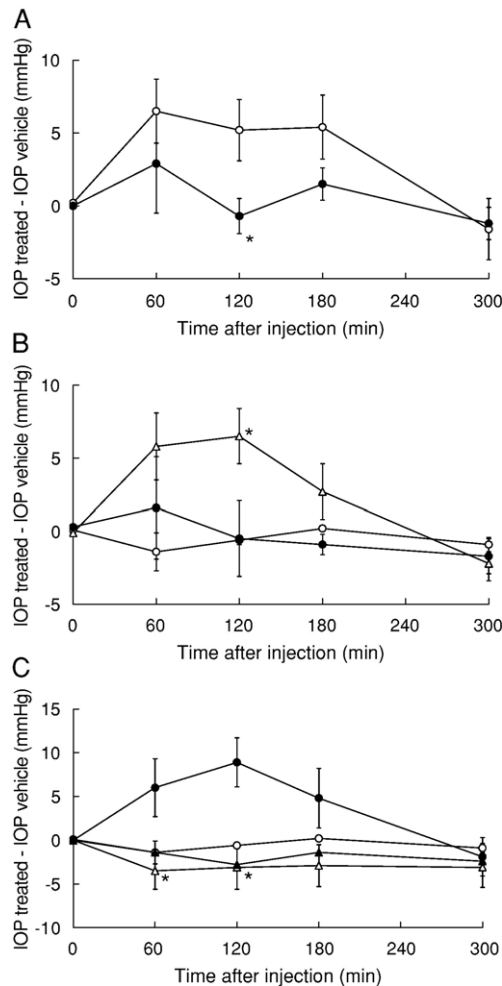 A
IOP treated - IOP vehicle (mmHg)
10
5
0
-5
0 60 120 180 240 300
*
Time after injection (min)
B
IOP treated - IOP vehicle (mmHg)
10
5
0
-5
0 60 120 180 240 300
*
Time after injection (min)
C
IOP treated - IOP vehicle (mmHg)
15
10
5
0
-5
-10
0 60 120 180 240 300
* *
Time after injection (min)